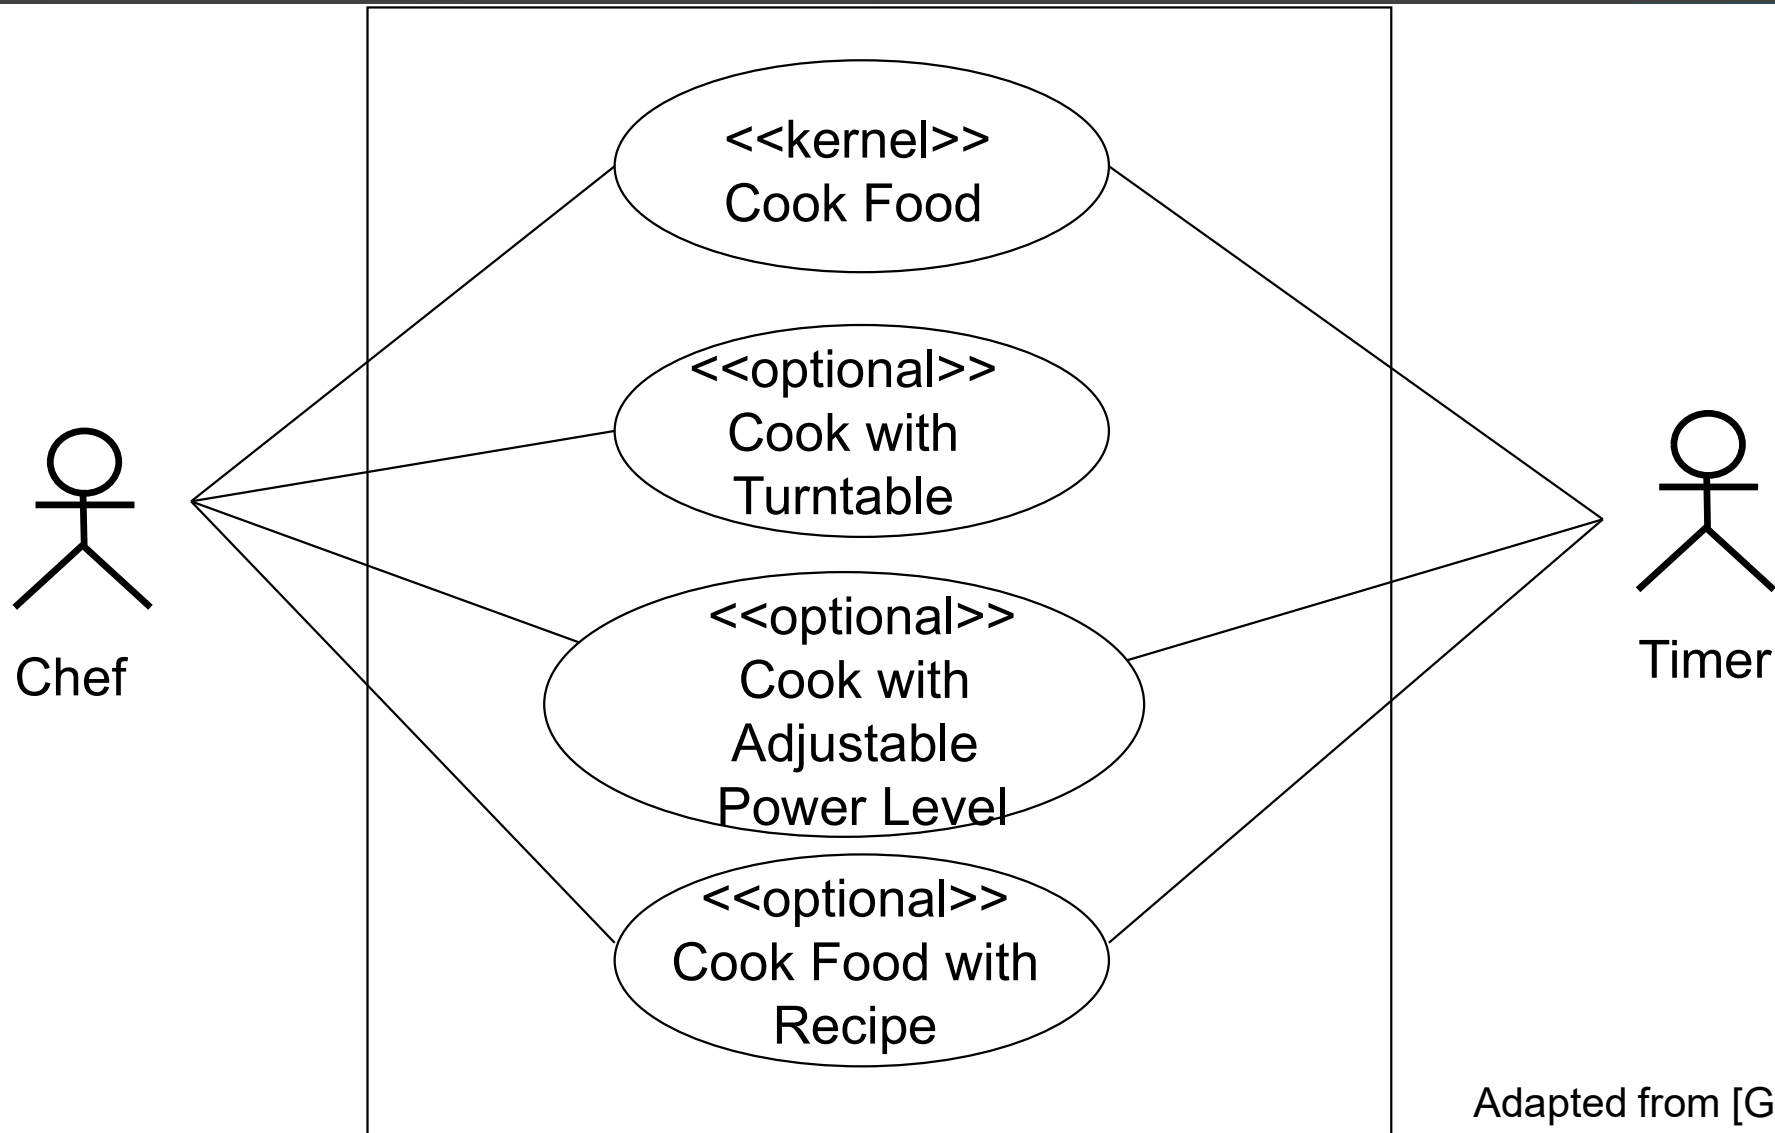 <<kernel>>
Cook Food
<<optional>>
Cook with
Turntable
<<optional>>
Cook with
Adjustable
Power Level
<<optional>>
Cook Food with
Recipe
Chef
Timer
Adapted from [G